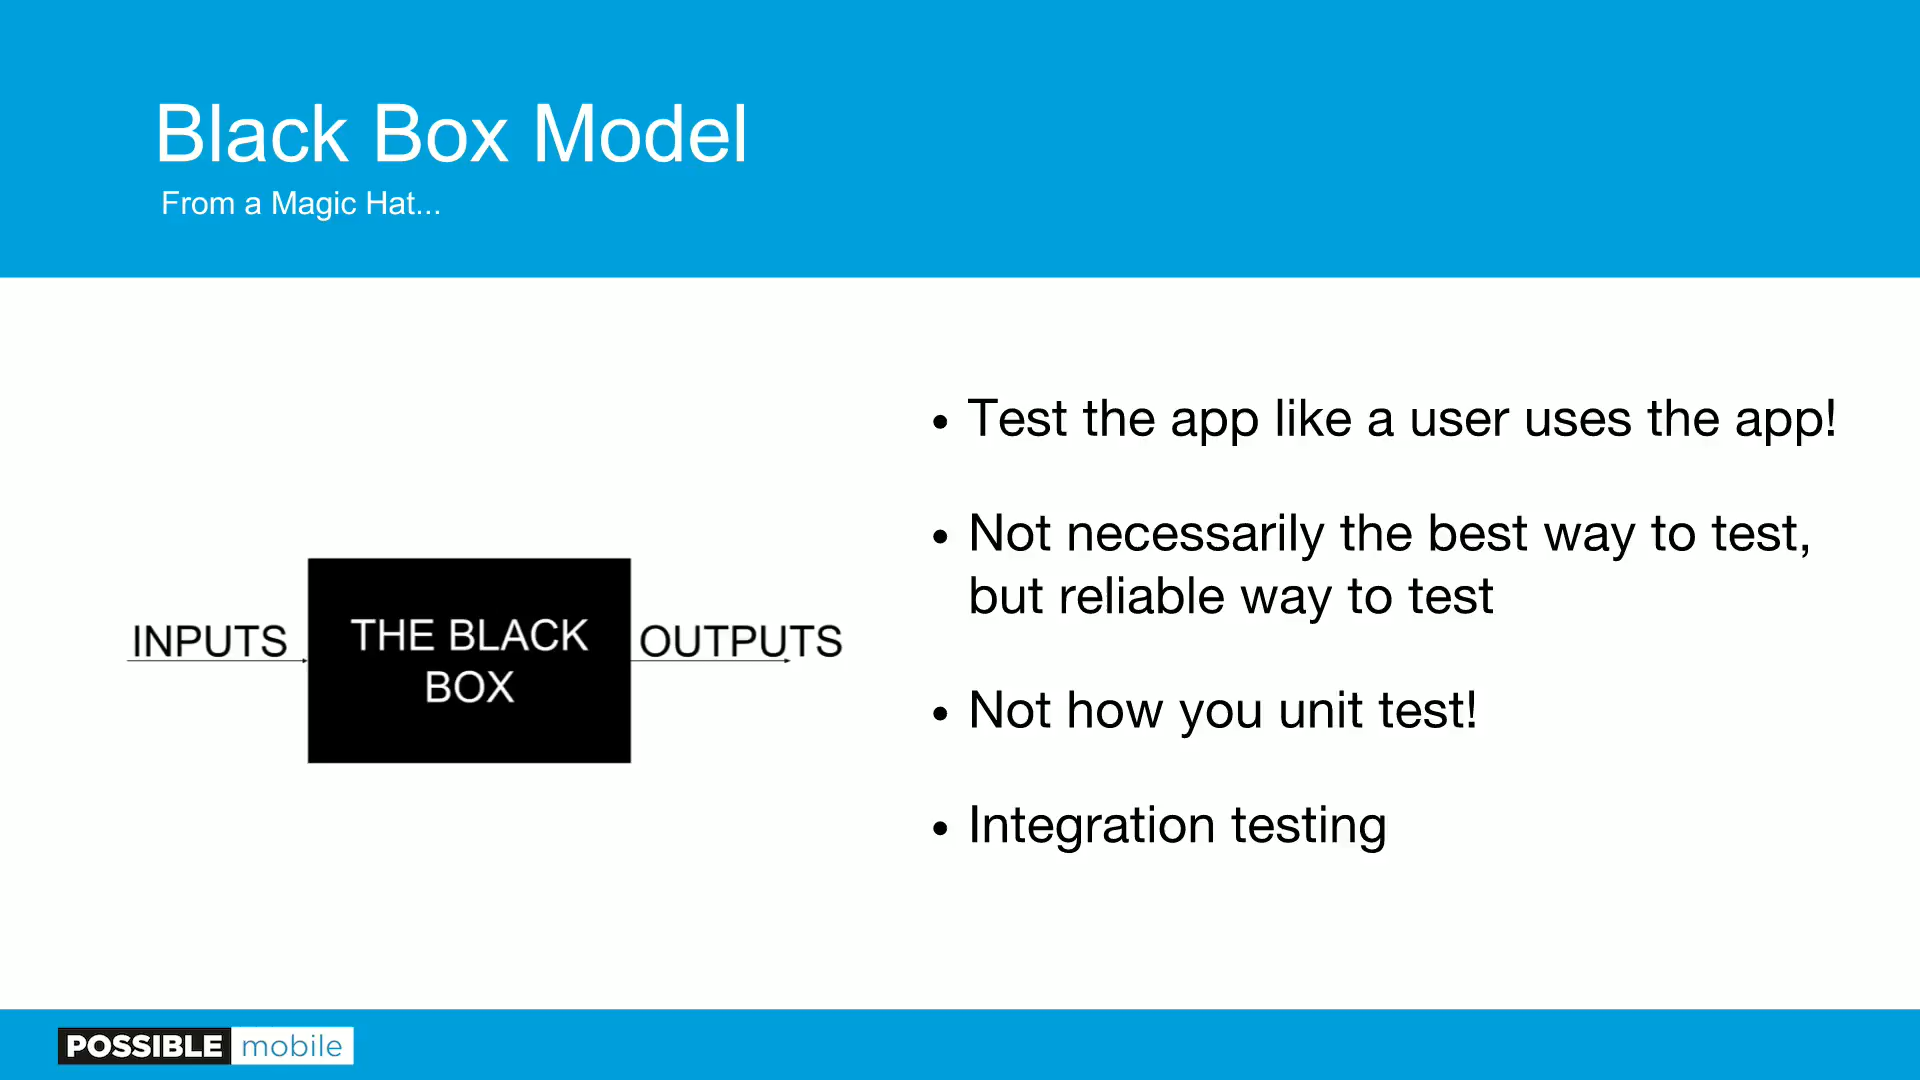 Black Box Model
From a Magic Hat...
INPUTS
THE BLACK
BOX
OUTPUTS
• Test the app like a user uses the app!
• Not necessarily the best way to test,
but reliable way to test
• Not how you unit test!
• Integration testing
POSSIBLE mobile